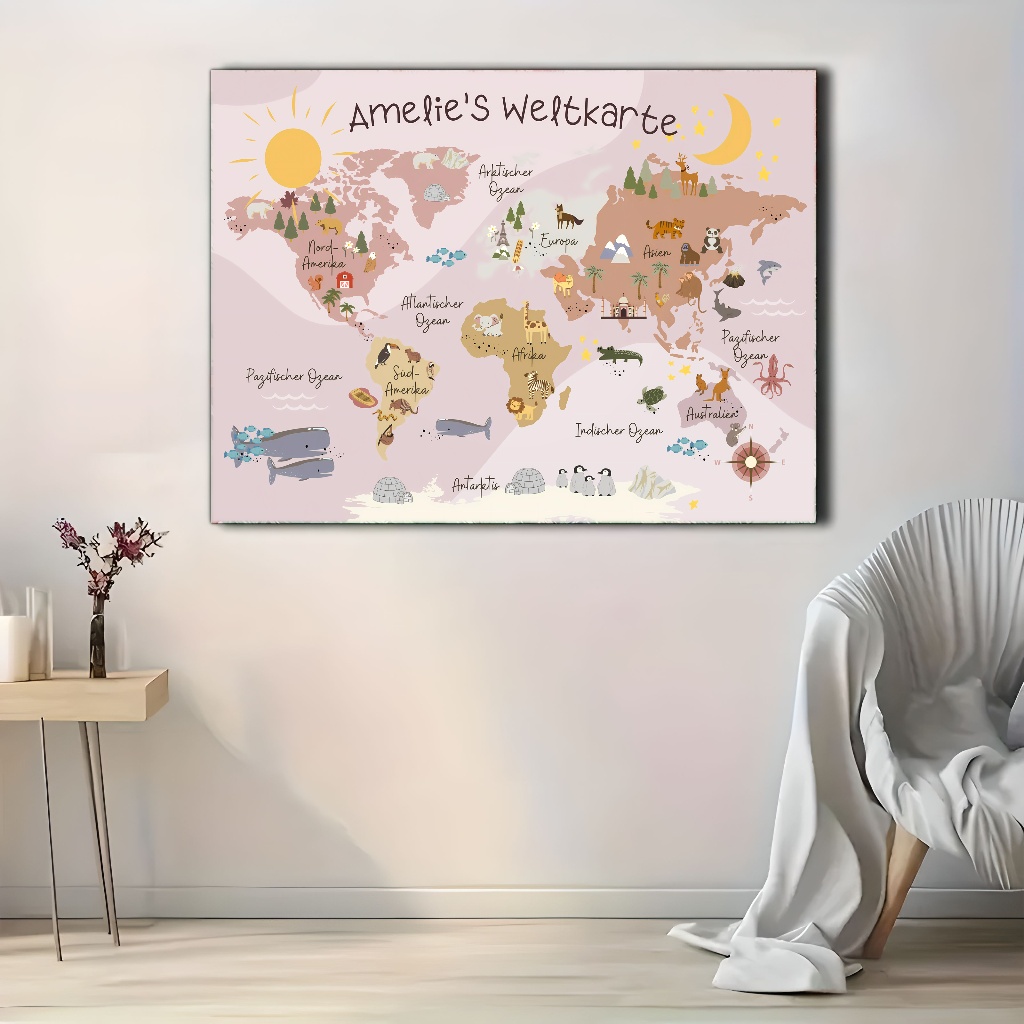 Amelie's Weltkarte
Arktischer
Ozean
Nord-
Amerika
Europa
Asien
Atlantischer
Ozean
Afrika
Pazifischer
Ozean
Pazifischer Ozean
Süd-
Amerika
Australien
Indischer Ozean
N
W
E
S
Antarktis